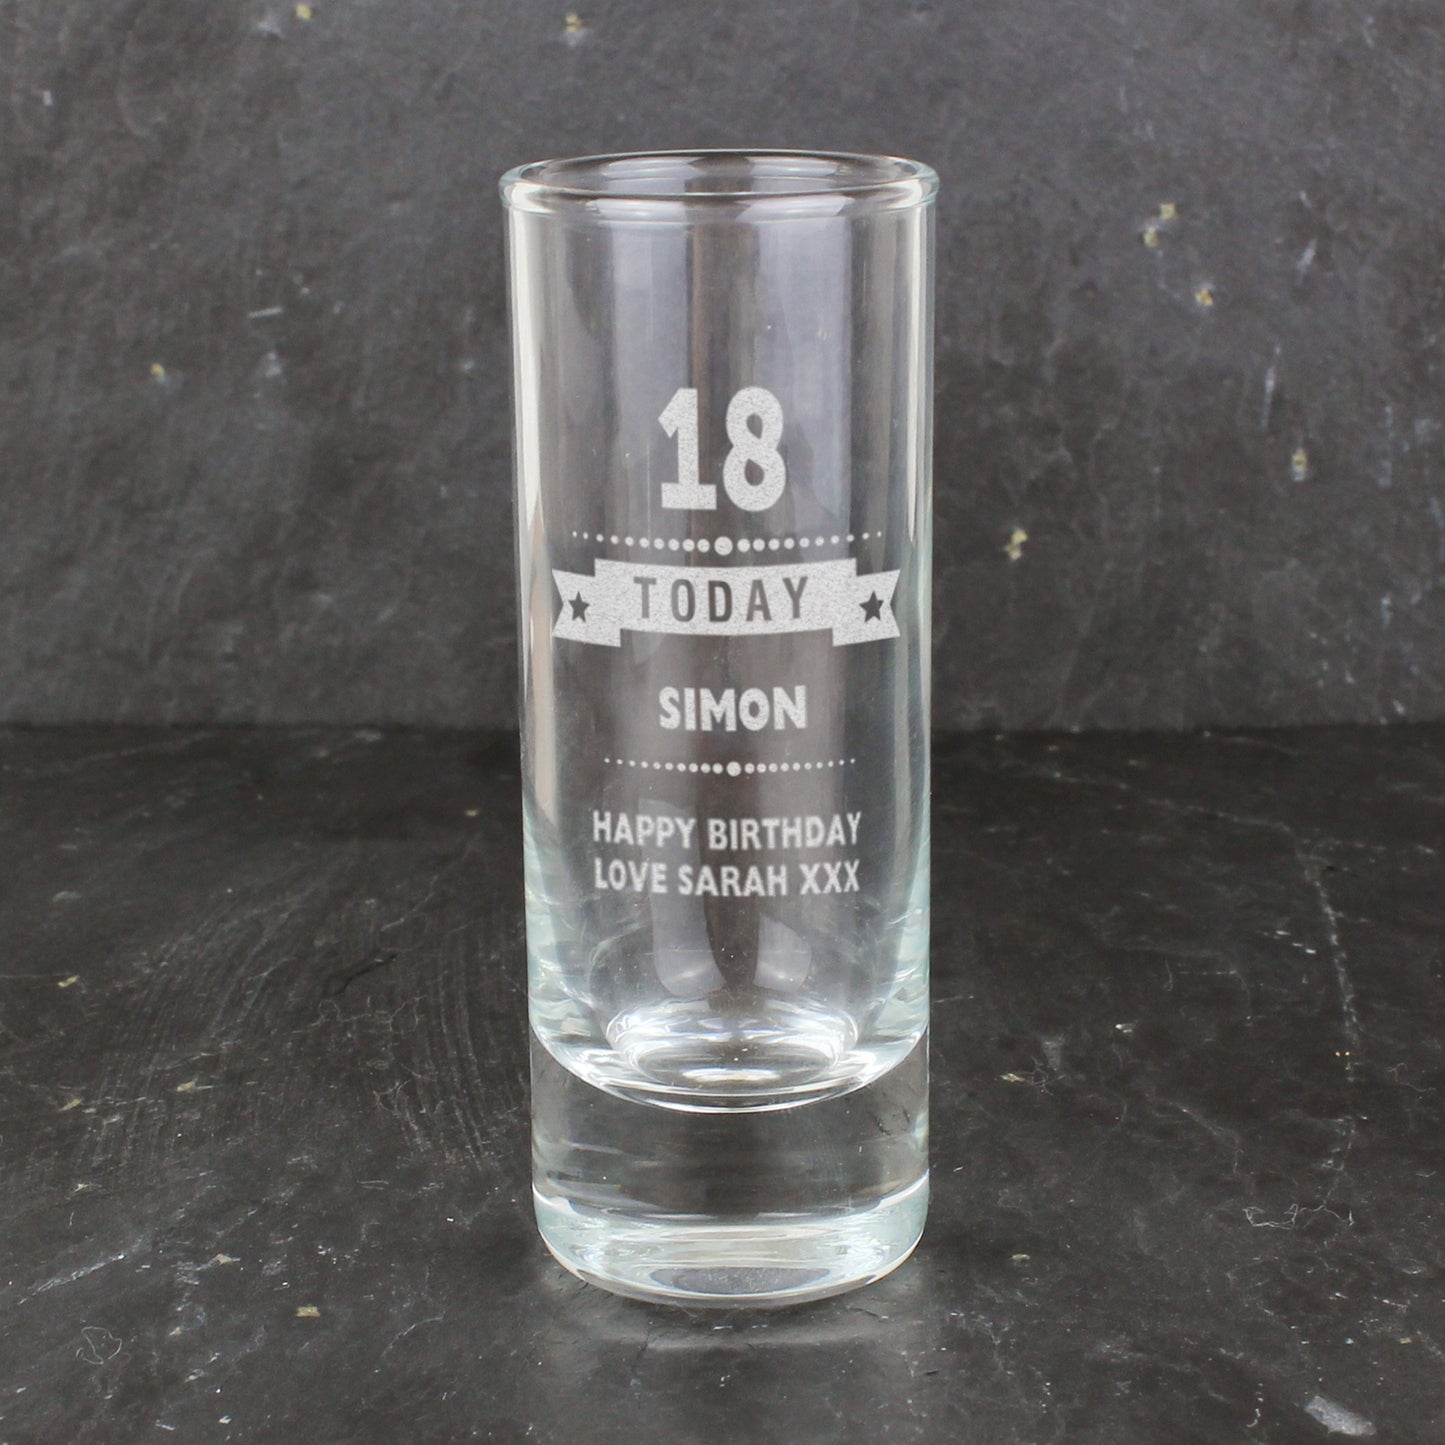 18
TODAY
SIMON
HAPPY BIRTHDAY
LOVE SARAH XXX